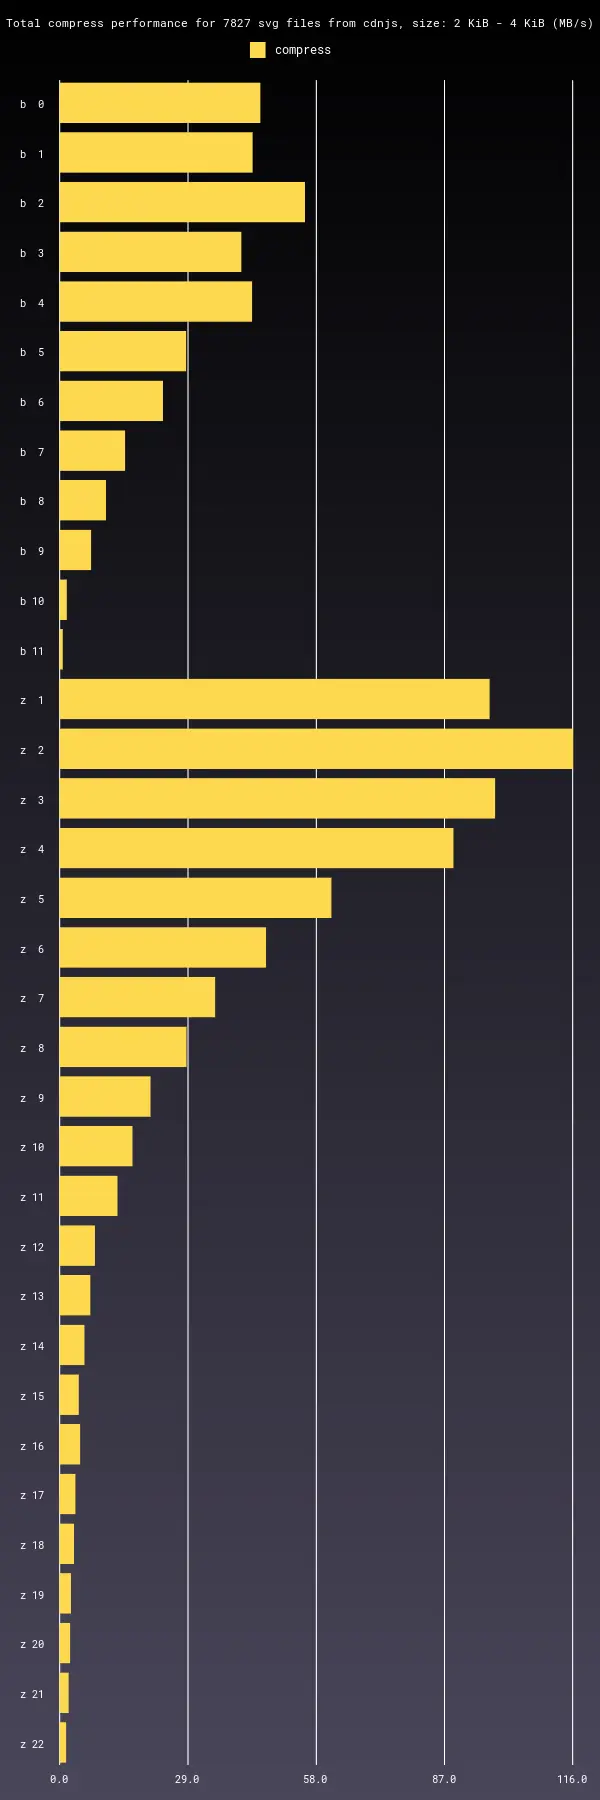 Total compress performance for 7827 svg files from cdnjs, size: 2 KiB - 4 KiB (MB/s)
compress
b 0
b 1
b 2
b 3
b 4
b 5
b 6
b 7
b 8
b 9
b 10
b 11
z 1
z 2
z 3
z 4
z 5
z 6
z 7
z 8
z 9
z 10
z 11
z 12
z 13
z 14
z 15
z 16
z 17
z 18
z 19
z 20
z 21
z 22
0.0 29.0 58.0 87.0 116.0